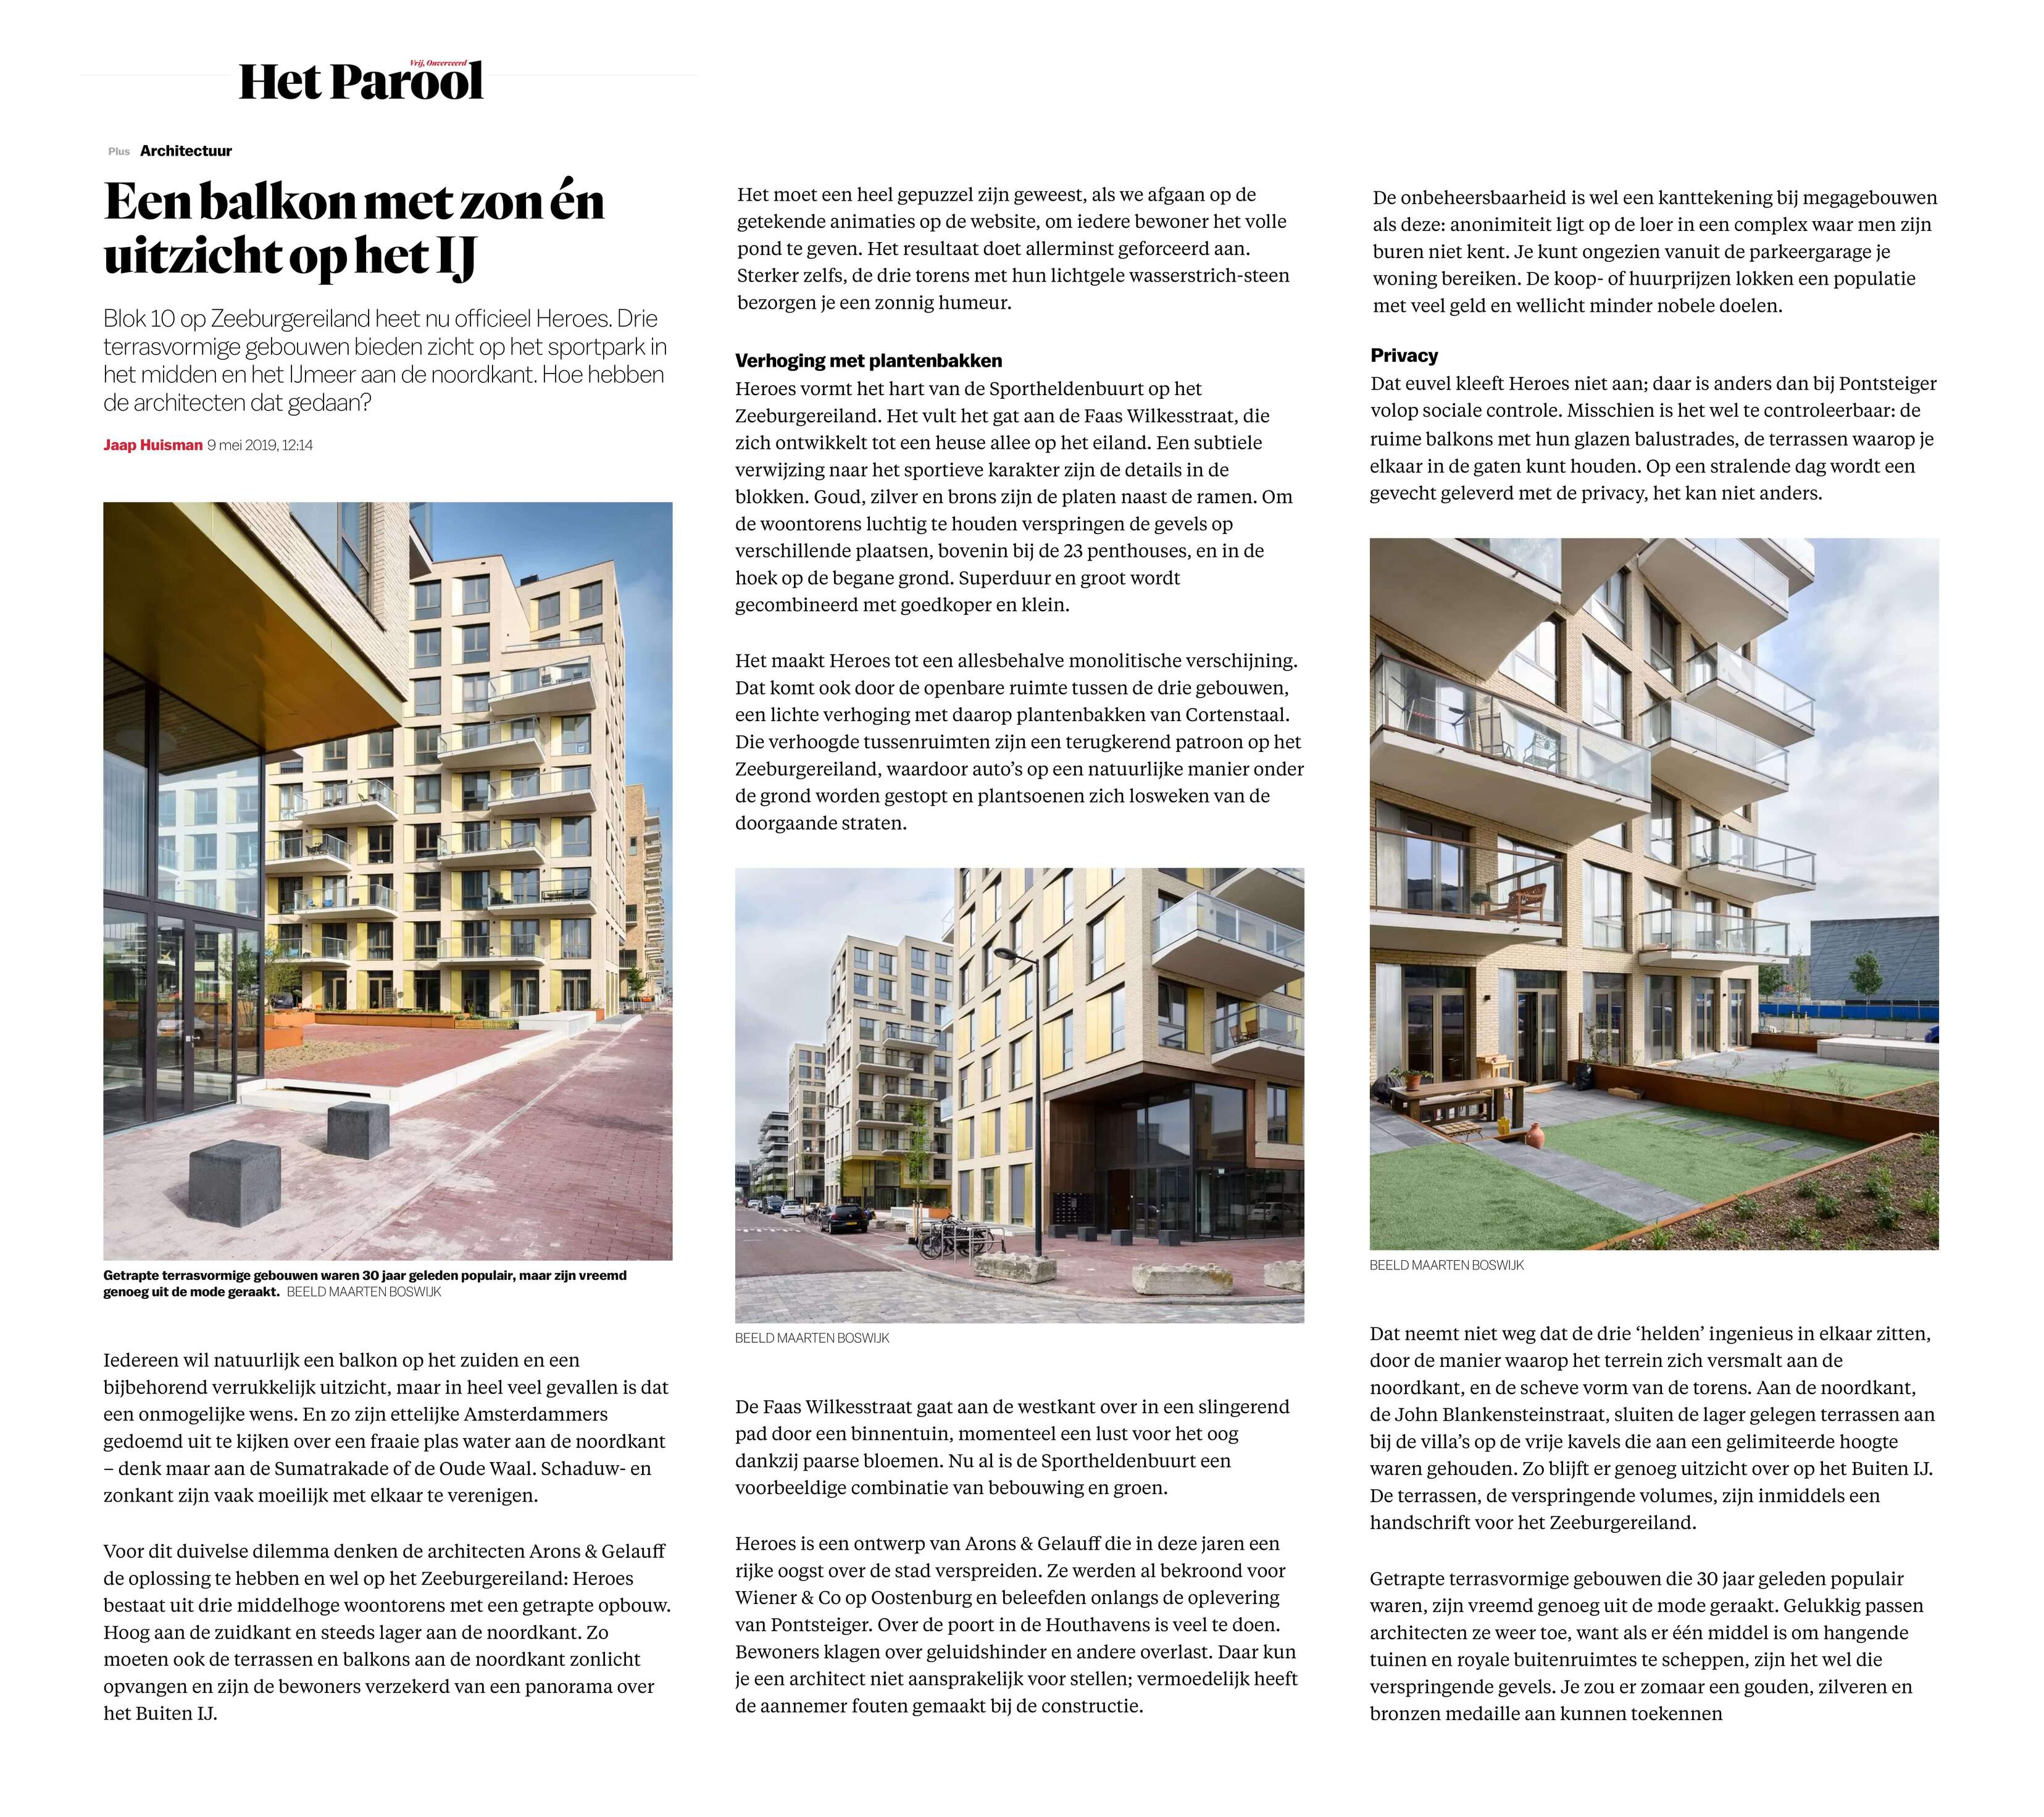 Het Parool
Vrij, Onverveerd
Plus Architectuur
Een balkon met zon én
uitzicht op het IJ
Blok 10 op Zeeburgereiland heet nu officieel Heroes. Drie
terrasvormige gebouwen bieden zicht op het sportpark in
het midden en het IJmeer aan de noordkant. Hoe hebben
de architecten dat gedaan?
Jaap Huisman 9 mei 2019, 12:14
Getrapte terrasvormige gebouwen waren 30 jaar geleden populair, maar zijn vreemd
genoeg uit de mode geraakt. BEELD MAARTEN BOSWIJK
Iedereen wil natuurlijk een balkon op het zuiden en een
bijbehorend verrukkelijk uitzicht, maar in heel veel gevallen is dat
een onmogelijke wens. En zo zijn ettelijke Amsterdammers
gedoemd uit te kijken over een fraaie plas water aan de noordkant
– denk maar aan de Sumatrakade of de Oude Waal. Schaduw- en
zonkant zijn vaak moeilijk met elkaar te verenigen.
Voor dit duivelse dilemma denken de architecten Arons & Gelauff
de oplossing te hebben en wel op het Zeeburgereiland: Heroes
bestaat uit drie middelhoge woontorens met een getrapte opbouw.
Hoog aan de zuidkant en steeds lager aan de noordkant. Zo
moeten ook de terrassen en balkons aan de noordkant zonlicht
opvangen en zijn de bewoners verzekerd van een panorama over
het Buiten IJ.
Het moet een heel gepuzzel zijn geweest, als we afgaan op de
getekende animaties op de website, om iedere bewoner het volle
pond te geven. Het resultaat doet allerminst geforceerd aan.
Sterker zelfs, de drie torens met hun lichtgele wasserstrich-steen
bezorgen je een zonnig humeur.
Verhoging met plantenbakken
Heroes vormt het hart van de Sportheldenbuurt op het
Zeeburgereiland. Het vult het gat aan de Faas Wilkesstraat, die
zich ontwikkelt tot een heuse allee op het eiland. Een subtiele
verwijzing naar het sportieve karakter zijn de details in de
blokken. Goud, zilver en brons zijn de platen naast de ramen. Om
de woontorens luchtig te houden verspringen de gevels op
verschillende plaatsen, bovenin bij de 23 penthouses, en in de
hoek op de begane grond. Superduur en groot wordt
gecombineerd met goedkoper en klein.
Het maakt Heroes tot een allesbehalve monolitische verschijning.
Dat komt ook door de openbare ruimte tussen de drie gebouwen,
een lichte verhoging met daarop plantenbakken van Cortenstaal.
Die verhoogde tussenruimten zijn een terugkerend patroon op het
Zeeburgereiland, waardoor auto’s op een natuurlijke manier onder
de grond worden gestopt en plantsoenen zich losweken van de
doorgaande straten.
BEELD MAARTEN BOSWIJK
De Faas Wilkesstraat gaat aan de westkant over in een slingerend
pad door een binnentuin, momenteel een lust voor het oog
dankzij paarse bloemen. Nu al is de Sportheldenbuurt een
voorbeeldige combinatie van bebouwing en groen.
Heroes is een ontwerp van Arons & Gelauff die in deze jaren een
rijke oogst over de stad verspreiden. Ze werden al bekroond voor
Wiener & Co op Oostenburg en beleefden onlangs de oplevering
van Pontsteiger. Over de poort in de Houthavens is veel te doen.
Bewoners klagen over geluidshinder en andere overlast. Daar kun
je een architect niet aansprakelijk voor stellen; vermoedelijk heeft
de aannemer fouten gemaakt bij de constructie.
De onbeheersbaarheid is wel een kanttekening bij megagebouwen
als deze: anonimiteit ligt op de loer in een complex waar men zijn
buren niet kent. Je kunt ongezien vanuit de parkeergarage je
woning bereiken. De koop- of huurprijzen lokken een populatie
met veel geld en wellicht minder nobele doelen.
Privacy
Dat euvel kleeft Heroes niet aan; daar is anders dan bij Pontsteiger
volop sociale controle. Misschien is het wel te controleerbaar: de
ruime balkons met hun glazen balustrades, de terrassen waarop je
elkaar in de gaten kunt houden. Op een stralende dag wordt een
gevecht geleverd met de privacy, het kan niet anders.
BEELD MAARTEN BOSWIJK
Dat neemt niet weg dat de drie ‘helden’ ingenieus in elkaar zitten,
door de manier waarop het terrein zich versmalt aan de
noordkant, en de scheve vorm van de torens. Aan de noordkant,
de John Blankensteinstraat, sluiten de lager gelegen terrassen aan
bij de villa’s op de vrije kavels die aan een gelimiteerde hoogte
waren gehouden. Zo blijft er genoeg uitzicht over op het Buiten IJ.
De terrassen, de verspringende volumes, zijn inmiddels een
handschrift voor het Zeeburgereiland.
Getrapte terrasvormige gebouwen die 30 jaar geleden populair
waren, zijn vreemd genoeg uit de mode geraakt. Gelukkig passen
architecten ze weer toe, want als er één middel is om hangende
tuinen en royale buitenruimtes te scheppen, zijn het wel die
verspringende gevels. Je zou er zomaar een gouden, zilveren en
bronzen medaille aan kunnen toekennen